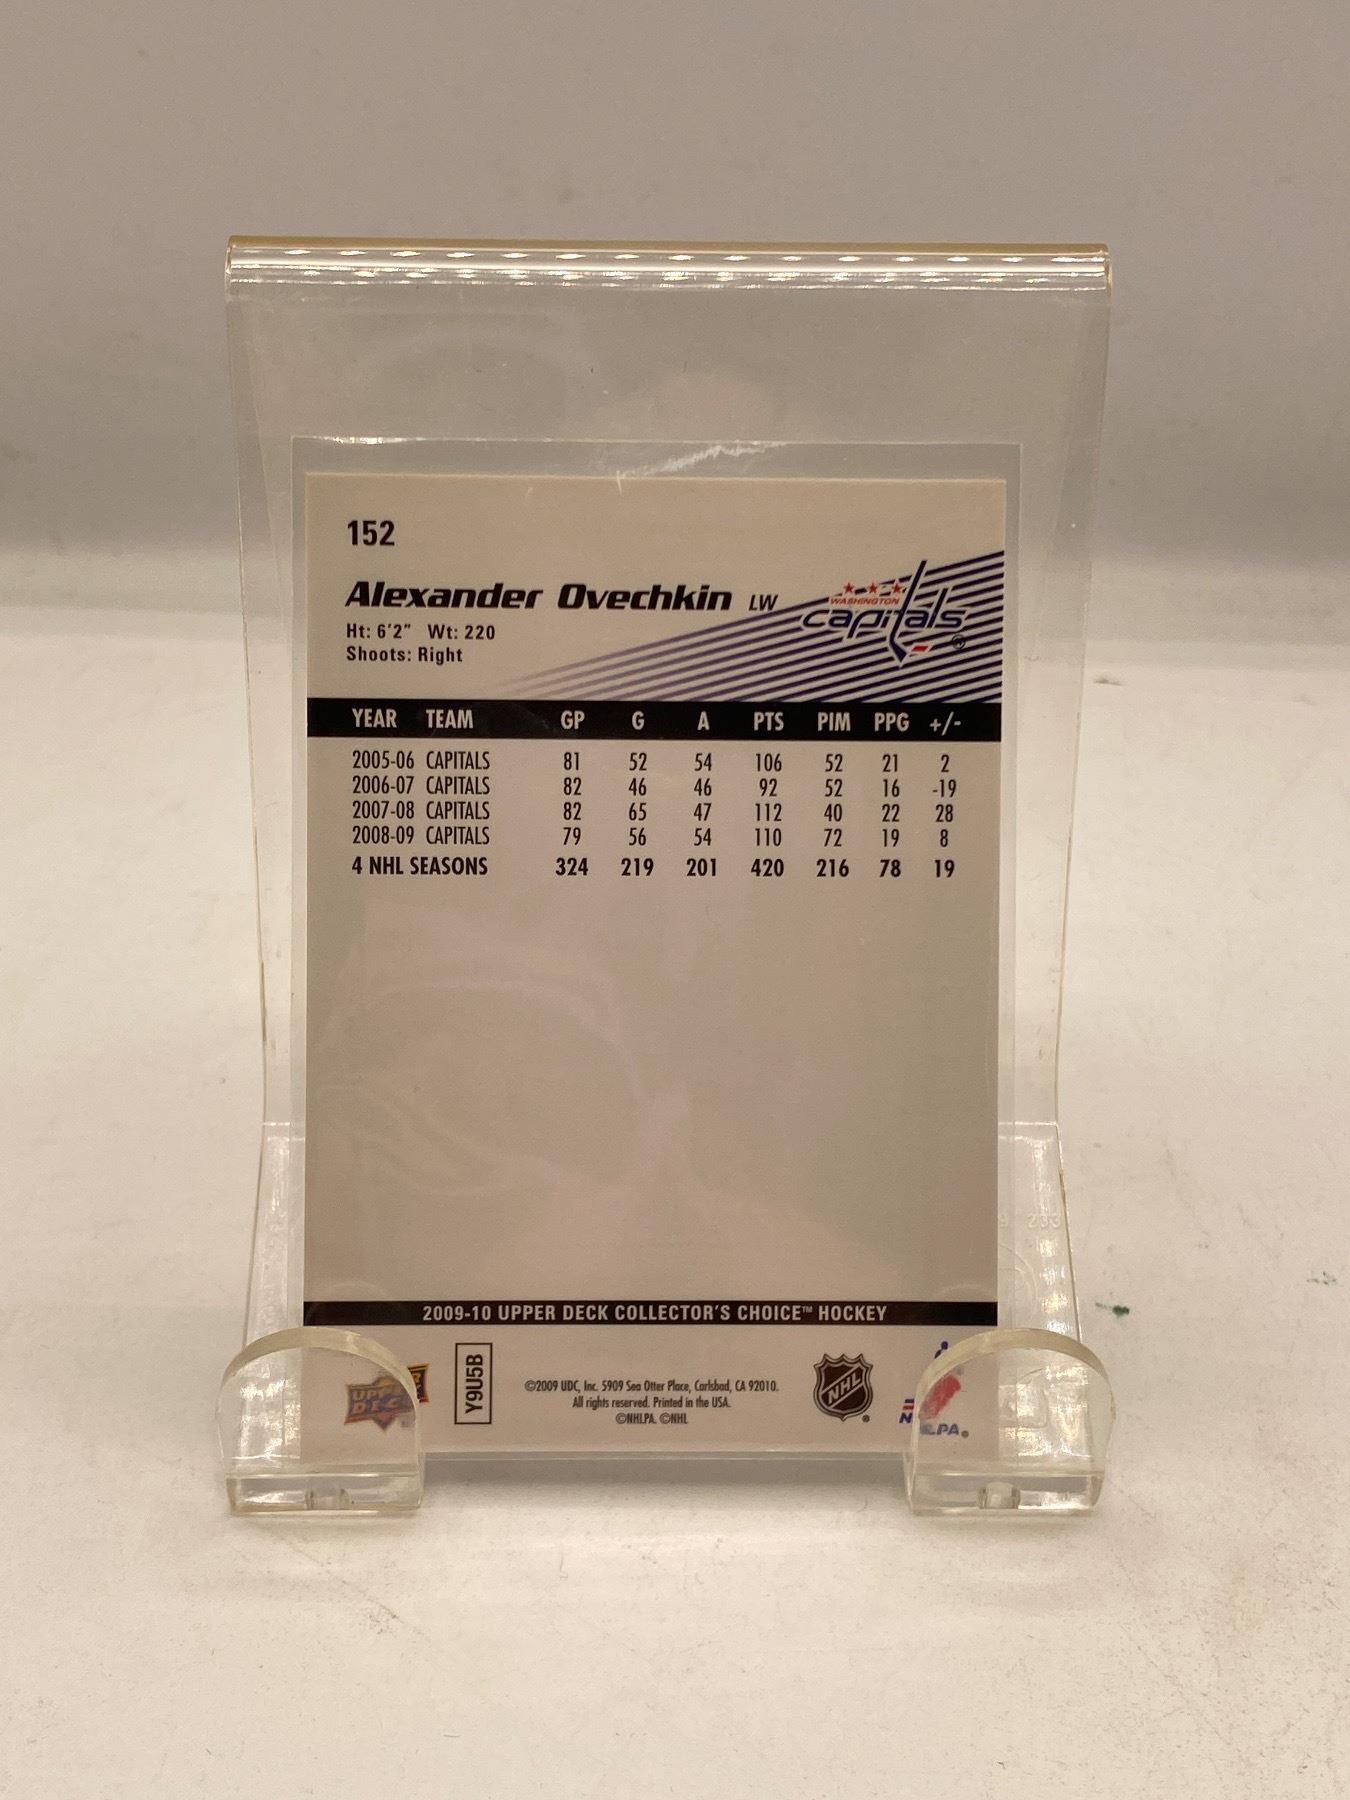 152
Alexander Ovechkin LW
WASHINGTON
capitals®
Ht: 6'2" Wt: 220
Shoots: Right
YEAR TEAM GP G A PTS PIM PPG +/-
2005-06 CAPITALS 81 52 54 106 52 21 2
2006-07 CAPITALS 82 46 46 92 52 16 -19
2007-08 CAPITALS 82 65 47 112 40 22 28
2008-09 CAPITALS 79 56 54 110 72 19 8
4 NHL SEASONS 324 219 201 420 216 78 19
2009-10 UPPER DECK COLLECTOR'S CHOICE™ HOCKEY
Y9U5B
©2009 UDC, Inc. 5909 Sea Otter Place, Carlsbad, CA 92010.
All rights reserved. Printed in the USA.
©NHLPA. ©NHL
UPPER DECK
NHL®
NHLPA®